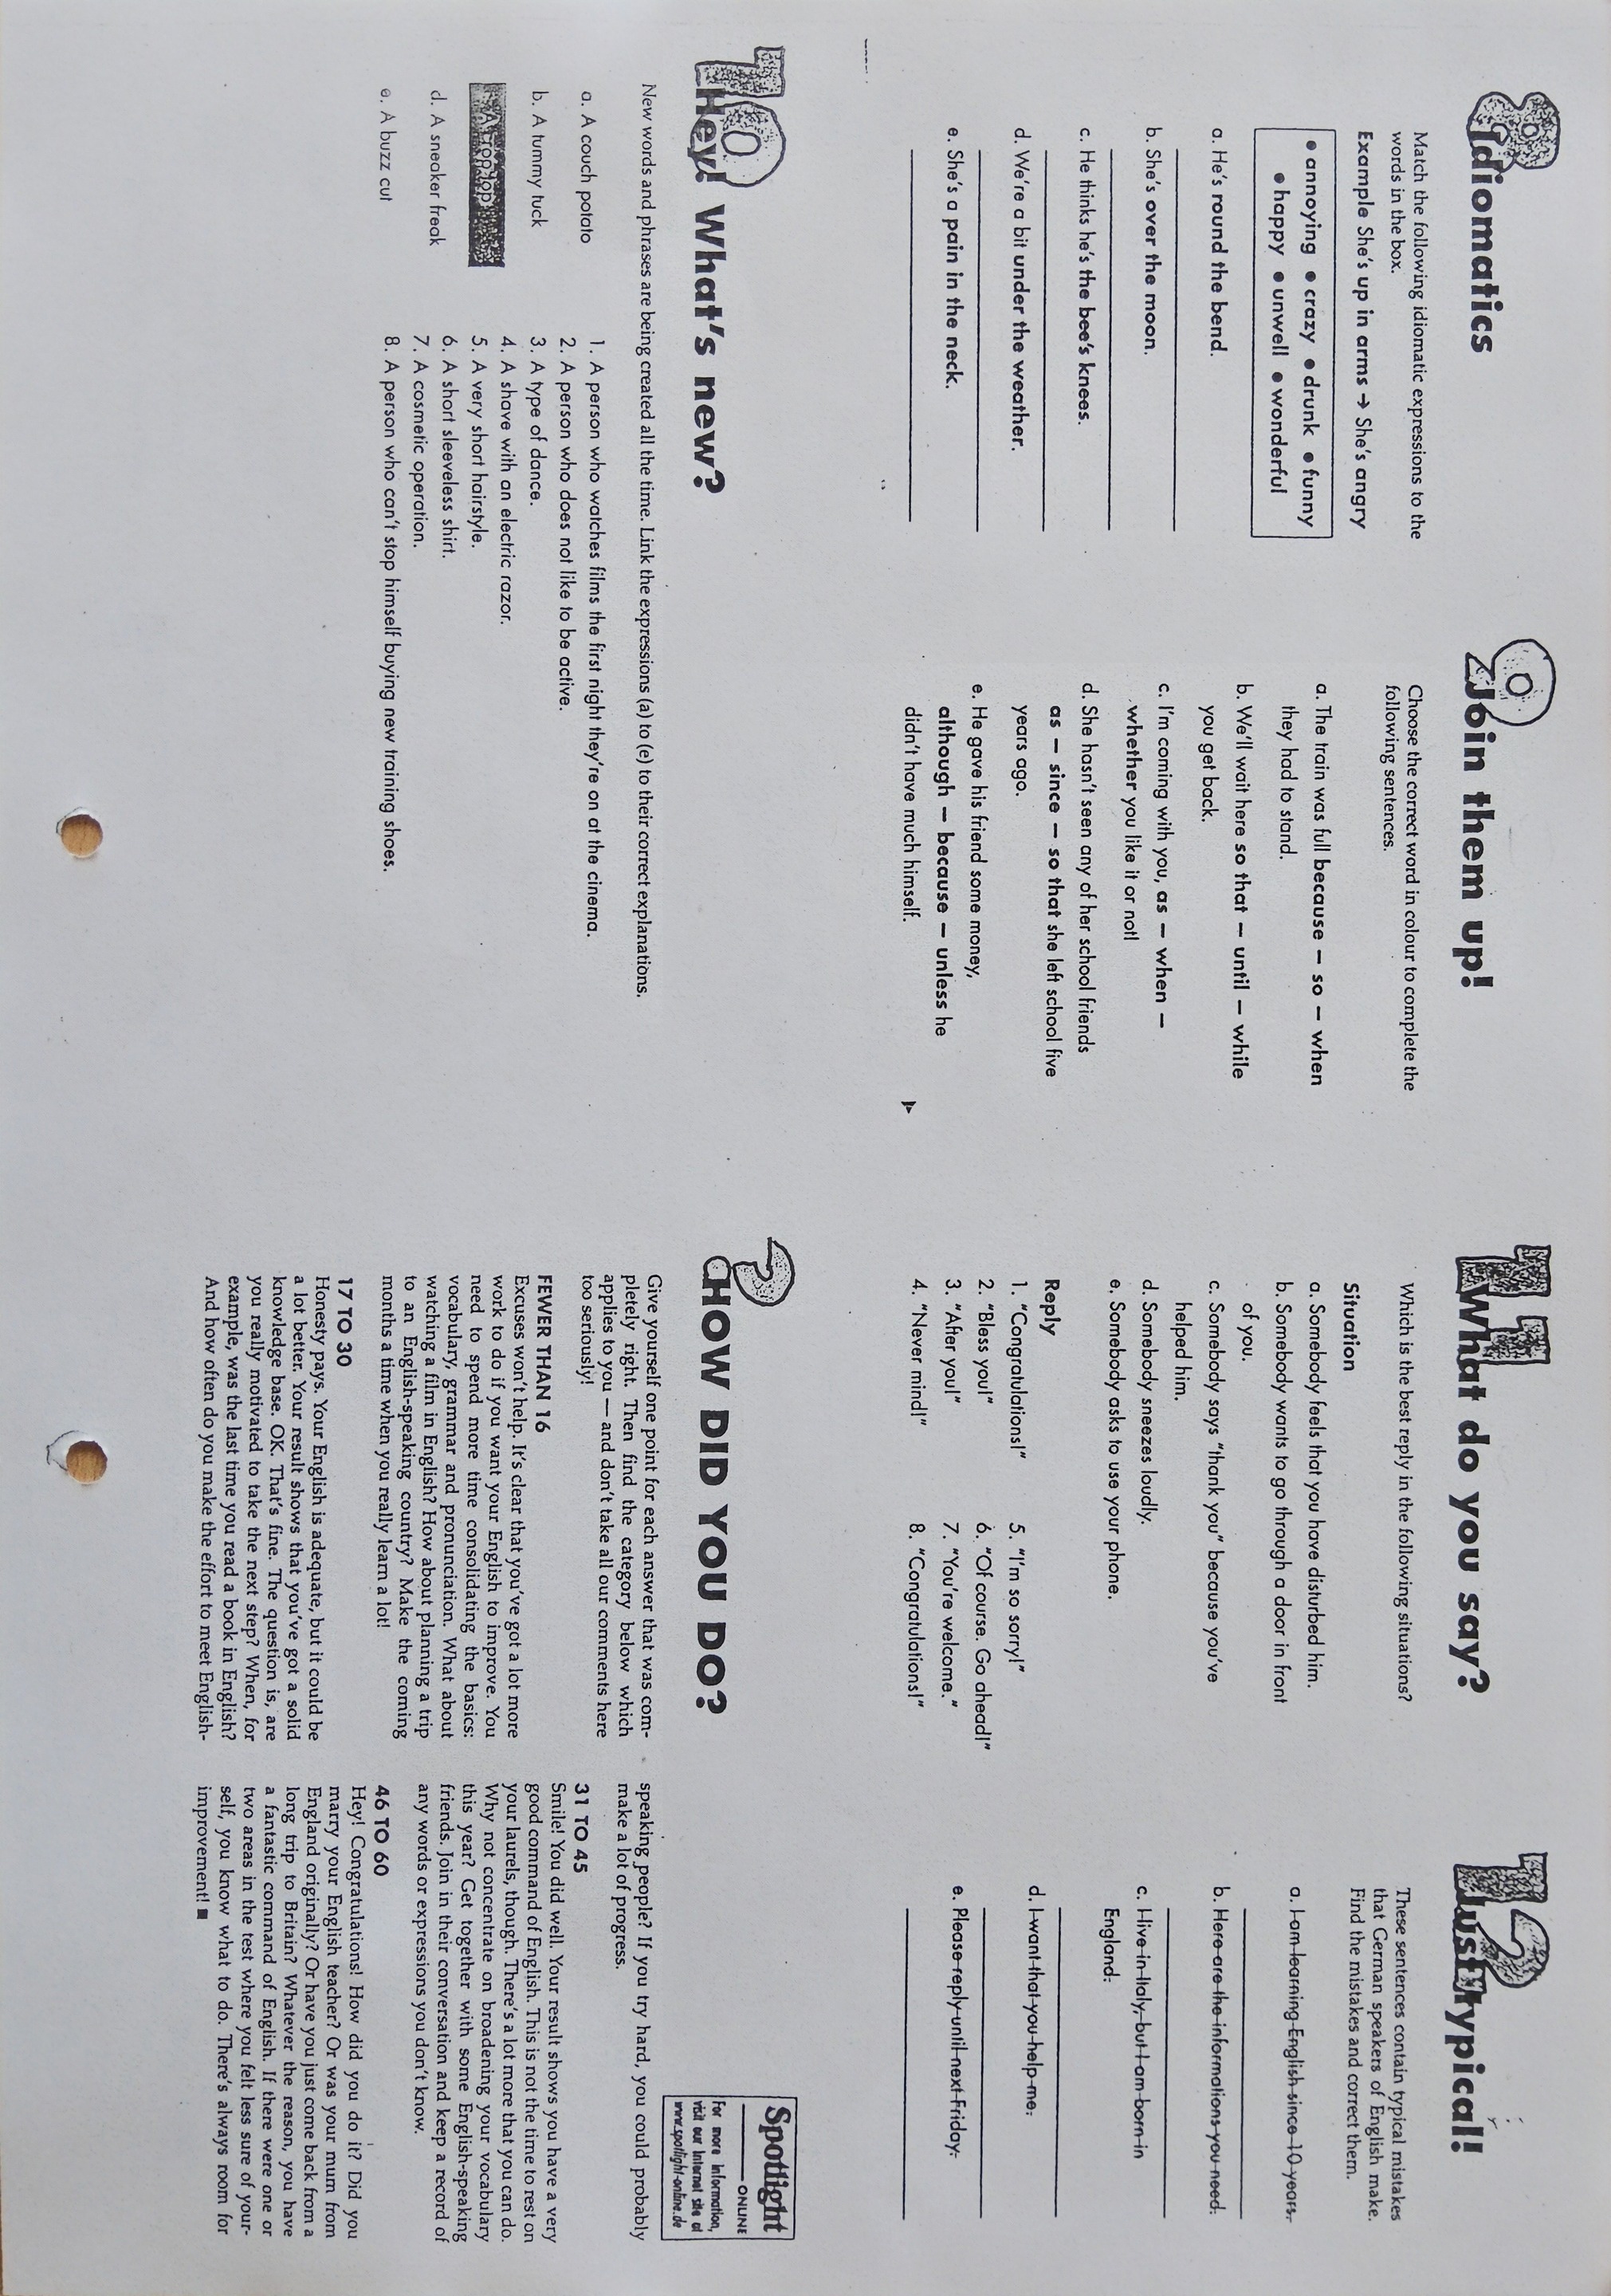 8
Idiomatics
Match the following idiomatic expressions to the
words in the box.
Example She's up in arms → She's angry
• annoying • crazy • drunk • funny
• happy • unwell • wonderful
a. He's round the bend.
b. She's over the moon.
c. He thinks he's the bee's knees.
d. We're a bit under the weather.
e. She's a pain in the neck.
9
Join them up!
Choose the correct word in colour to complete the
following sentences.
a. The train was full because – so – when
they had to stand.
b. We'll wait here so that – until – while
you get back.
c. I'm coming with you, as – when –
whether you like it or not!
d. She hasn't seen any of her school friends
as – since – so that she left school five
years ago.
e. He gave his friend some money,
although – because – unless he
didn't have much himself.
10
Hey! What's new?
New words and phrases are being created all the time. Link the expressions (a) to (e) to their correct explanations.
a. A couch potato
b. A tummy tuck
c. A crop top
d. A sneaker freak
e. A buzz cut
1. A person who watches films the first night they're on at the cinema.
2. A person who does not like to be active.
3. A type of dance.
4. A shave with an electric razor.
5. A very short hairstyle.
6. A short sleeveless shirt.
7. A cosmetic operation.
8. A person who can't stop himself buying new training shoes.
11
What do you say?
Which is the best reply in the following situations?
Situation
a. Somebody feels that you have disturbed him.
b. Somebody wants to go through a door in front
of you.
c. Somebody says "thank you" because you've
helped him.
d. Somebody sneezes loudly.
e. Somebody asks to use your phone.
Reply
1. "Congratulations!"
2. "Bless you!"
3. "After you!"
4. "Never mind!"
5. "I'm so sorry!"
6. "Of course. Go ahead!"
7. "You're welcome."
8. "Congratulations!"
12
Just typical!
These sentences contain typical mistakes
that German speakers of English make.
Find the mistakes and correct them.
a. I am learning English since 10 years.
b. Here are the informations you need.
c. I live in Italy, but I am born in
England.
d. I want that you help me.
e. Please reply until next Friday.
?
HOW DID YOU DO?
Give yourself one point for each answer that was com-
pletely right. Then find the category below which
applies to you — and don't take all our comments here
too seriously!
FEWER THAN 16
Excuses won't help. It's clear that you've got a lot more
work to do if you want your English to improve. You
need to spend more time consolidating the basics:
vocabulary, grammar and pronunciation. What about
watching a film in English? How about planning a trip
to an English-speaking country? Make the coming
months a time when you really learn a lot!
17 TO 30
Honesty pays. Your English is adequate, but it could be
a lot better. Your result shows that you've got a solid
knowledge base. OK. That's fine. The question is, are
you really motivated to take the next step? When, for
example, was the last time you read a book in English?
And how often do you make the effort to meet English-
speaking people? If you try hard, you could probably
make a lot of progress.
31 TO 45
Smile! You did well. Your result shows you have a very
good command of English. This is not the time to rest on
your laurels, though. There's a lot more that you can do.
Why not concentrate on broadening your vocabulary
this year? Get together with some English-speaking
friends. Join in their conversation and keep a record of
any words or expressions you don't know.
46 TO 60
Hey! Congratulations! How did you do it? Did you
marry your English teacher? Or was your mum from
England originally? Or have you just come back from a
long trip to Britain? Whatever the reason, you have
a fantastic command of English. If there were one or
two areas in the test where you felt less sure of your-
self, you know what to do. There's always room for
improvement! ■
Spotlight
ONLINE
For more information,
visit our Internet site at
www.spotlight-online.de